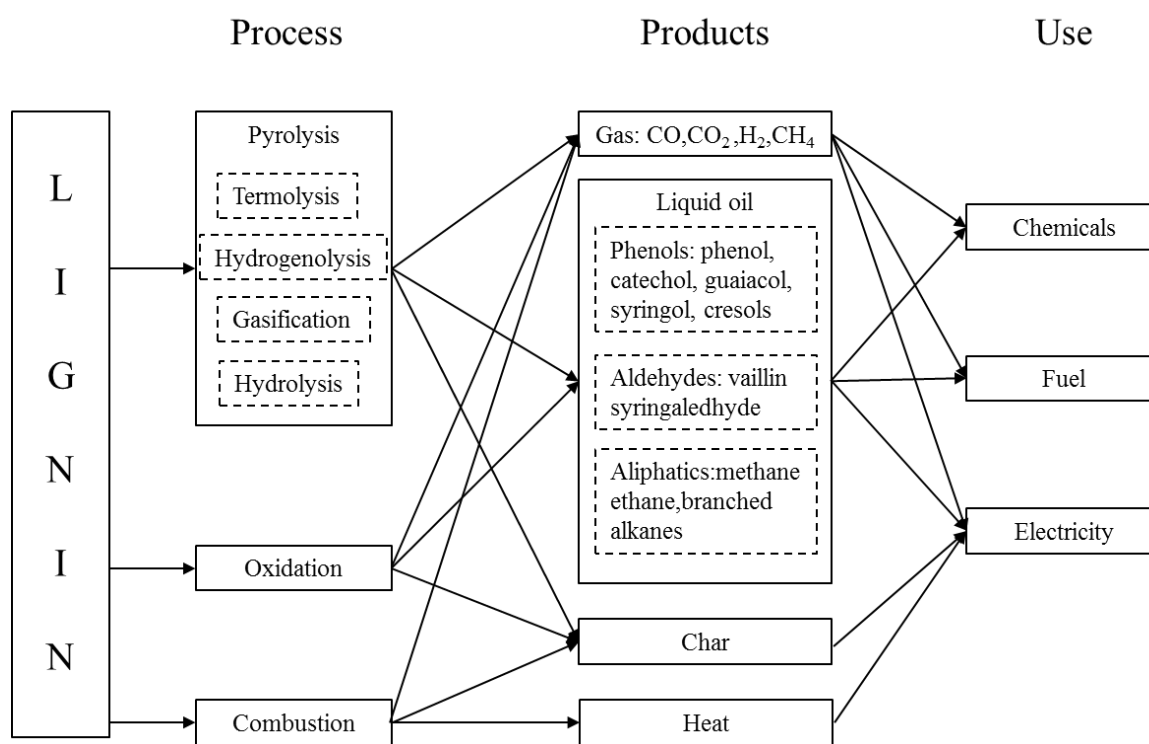 Process
Products
Use
L
I
G
N
I
N
Pyrolysis
Termolysis
Hydrogenolysis
Gasification
Hydrolysis
Oxidation
Combustion
Gas: CO,CO₂ ,H₂,CH₄
Liquid oil
Phenols: phenol,
catechol, guaiacol,
syringol, cresols
Aldehydes: vaillin
syringaledhyde
Aliphatics:methane
ethane,branched
alkanes
Char
Heat
Chemicals
Fuel
Electricity